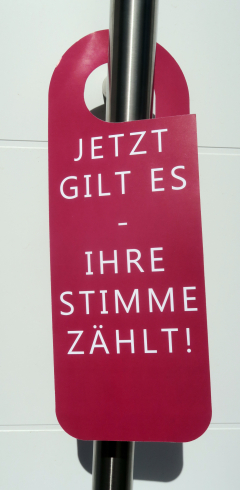 JETZT
GILT ES
-
IHRE
STIMME
ZÄHLT!